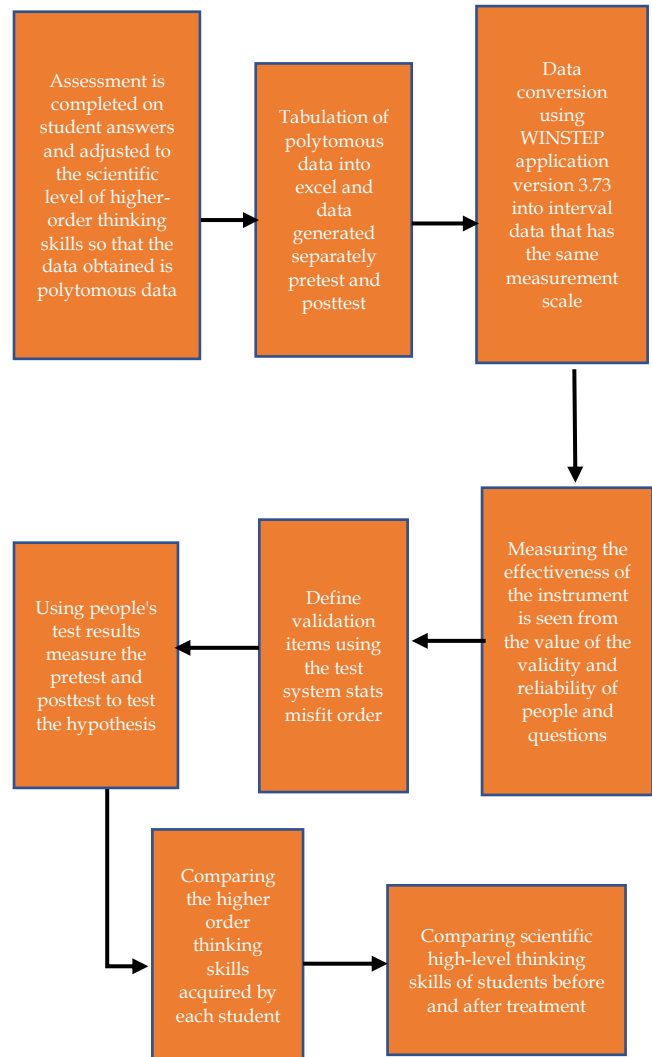 Assessment is
completed on
student answers
and adjusted to
the scientific
level of higher-
order thinking
skills so that the
data obtained is
polytomous data
Tabulation of
polytomous
data into
excel and
data
generated
separately
pretest and
posttest
Data
conversion
using
WINSTEP
application
version 3.73
into interval
data that has
the same
measurement
scale
Measuring the
effectiveness of
the instrument
is seen from
the value of the
validity and
reliability of
people and
questions
Define
validation
items using
the test
system stats
misfit order
Using people's
test results
measure the
pretest and
posttest to test
the hypothesis
Comparing
the higher
order
thinking
skills
acquired by
each student
Comparing scientific
high-level thinking
skills of students before
and after treatment